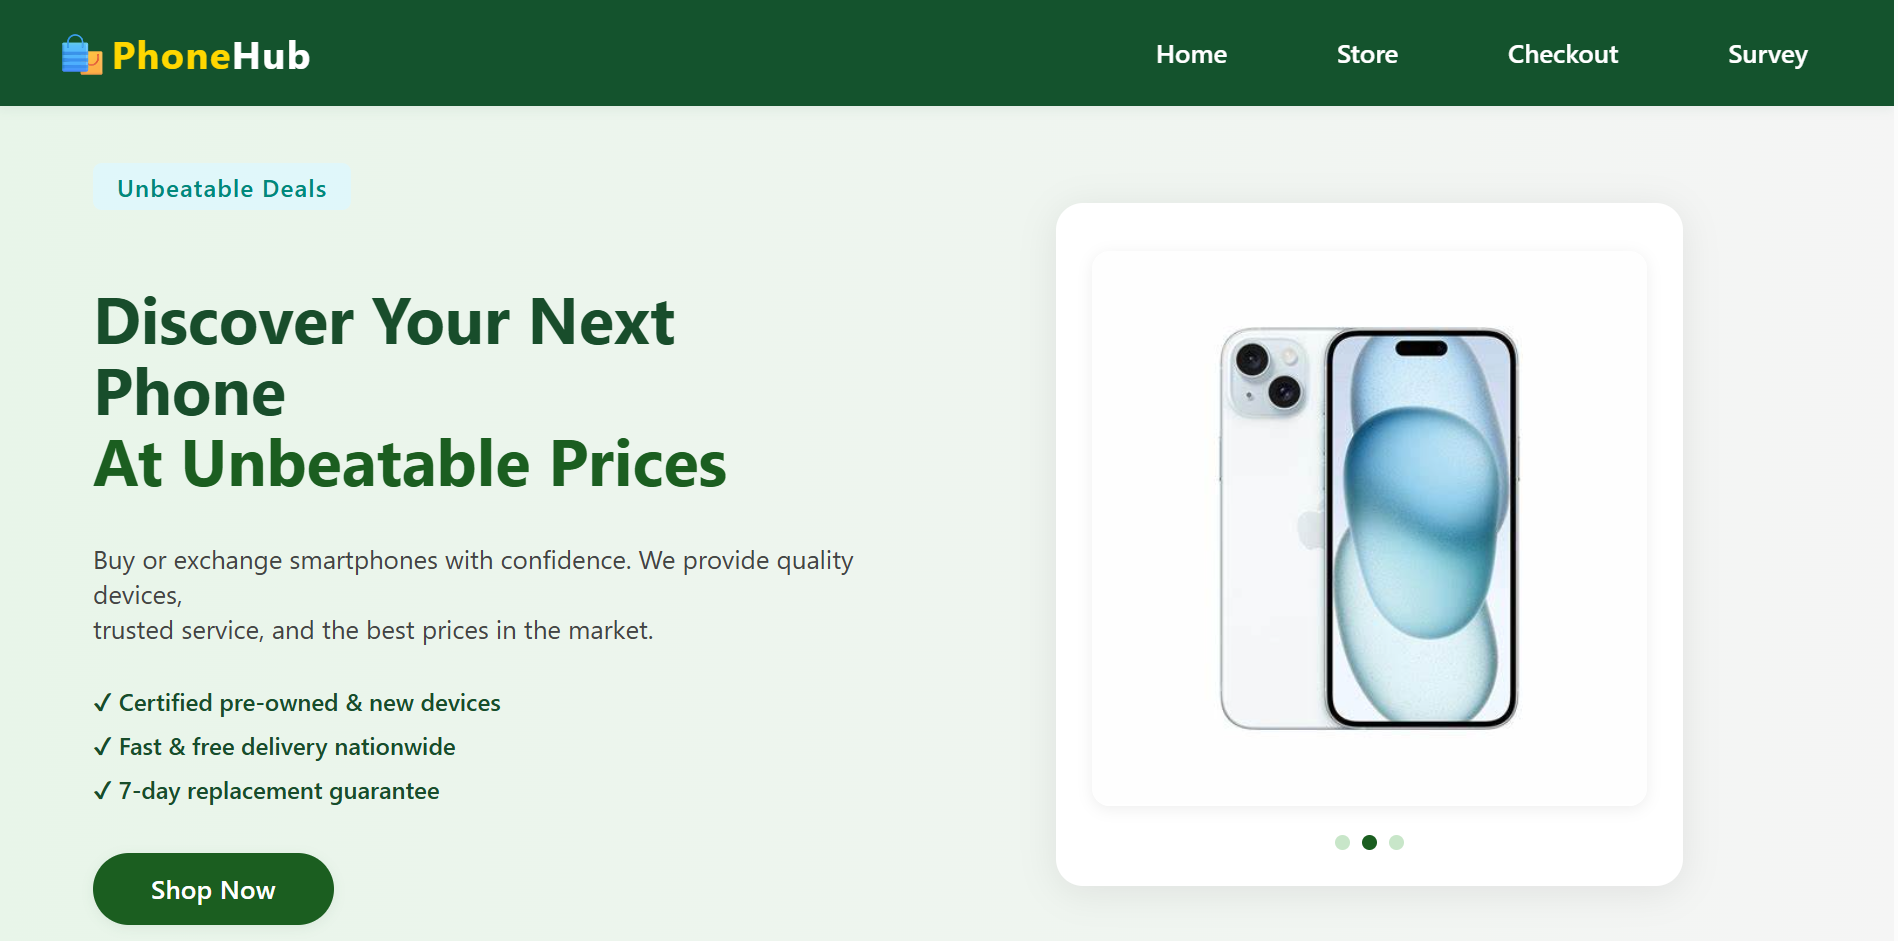 PhoneHub
Home Store Checkout Survey
Unbeatable Deals
Discover Your Next
Phone
At Unbeatable Prices
Buy or exchange smartphones with confidence. We provide quality
devices,
trusted service, and the best prices in the market.
✓ Certified pre-owned & new devices
✓ Fast & free delivery nationwide
✓ 7-day replacement guarantee
Shop Now